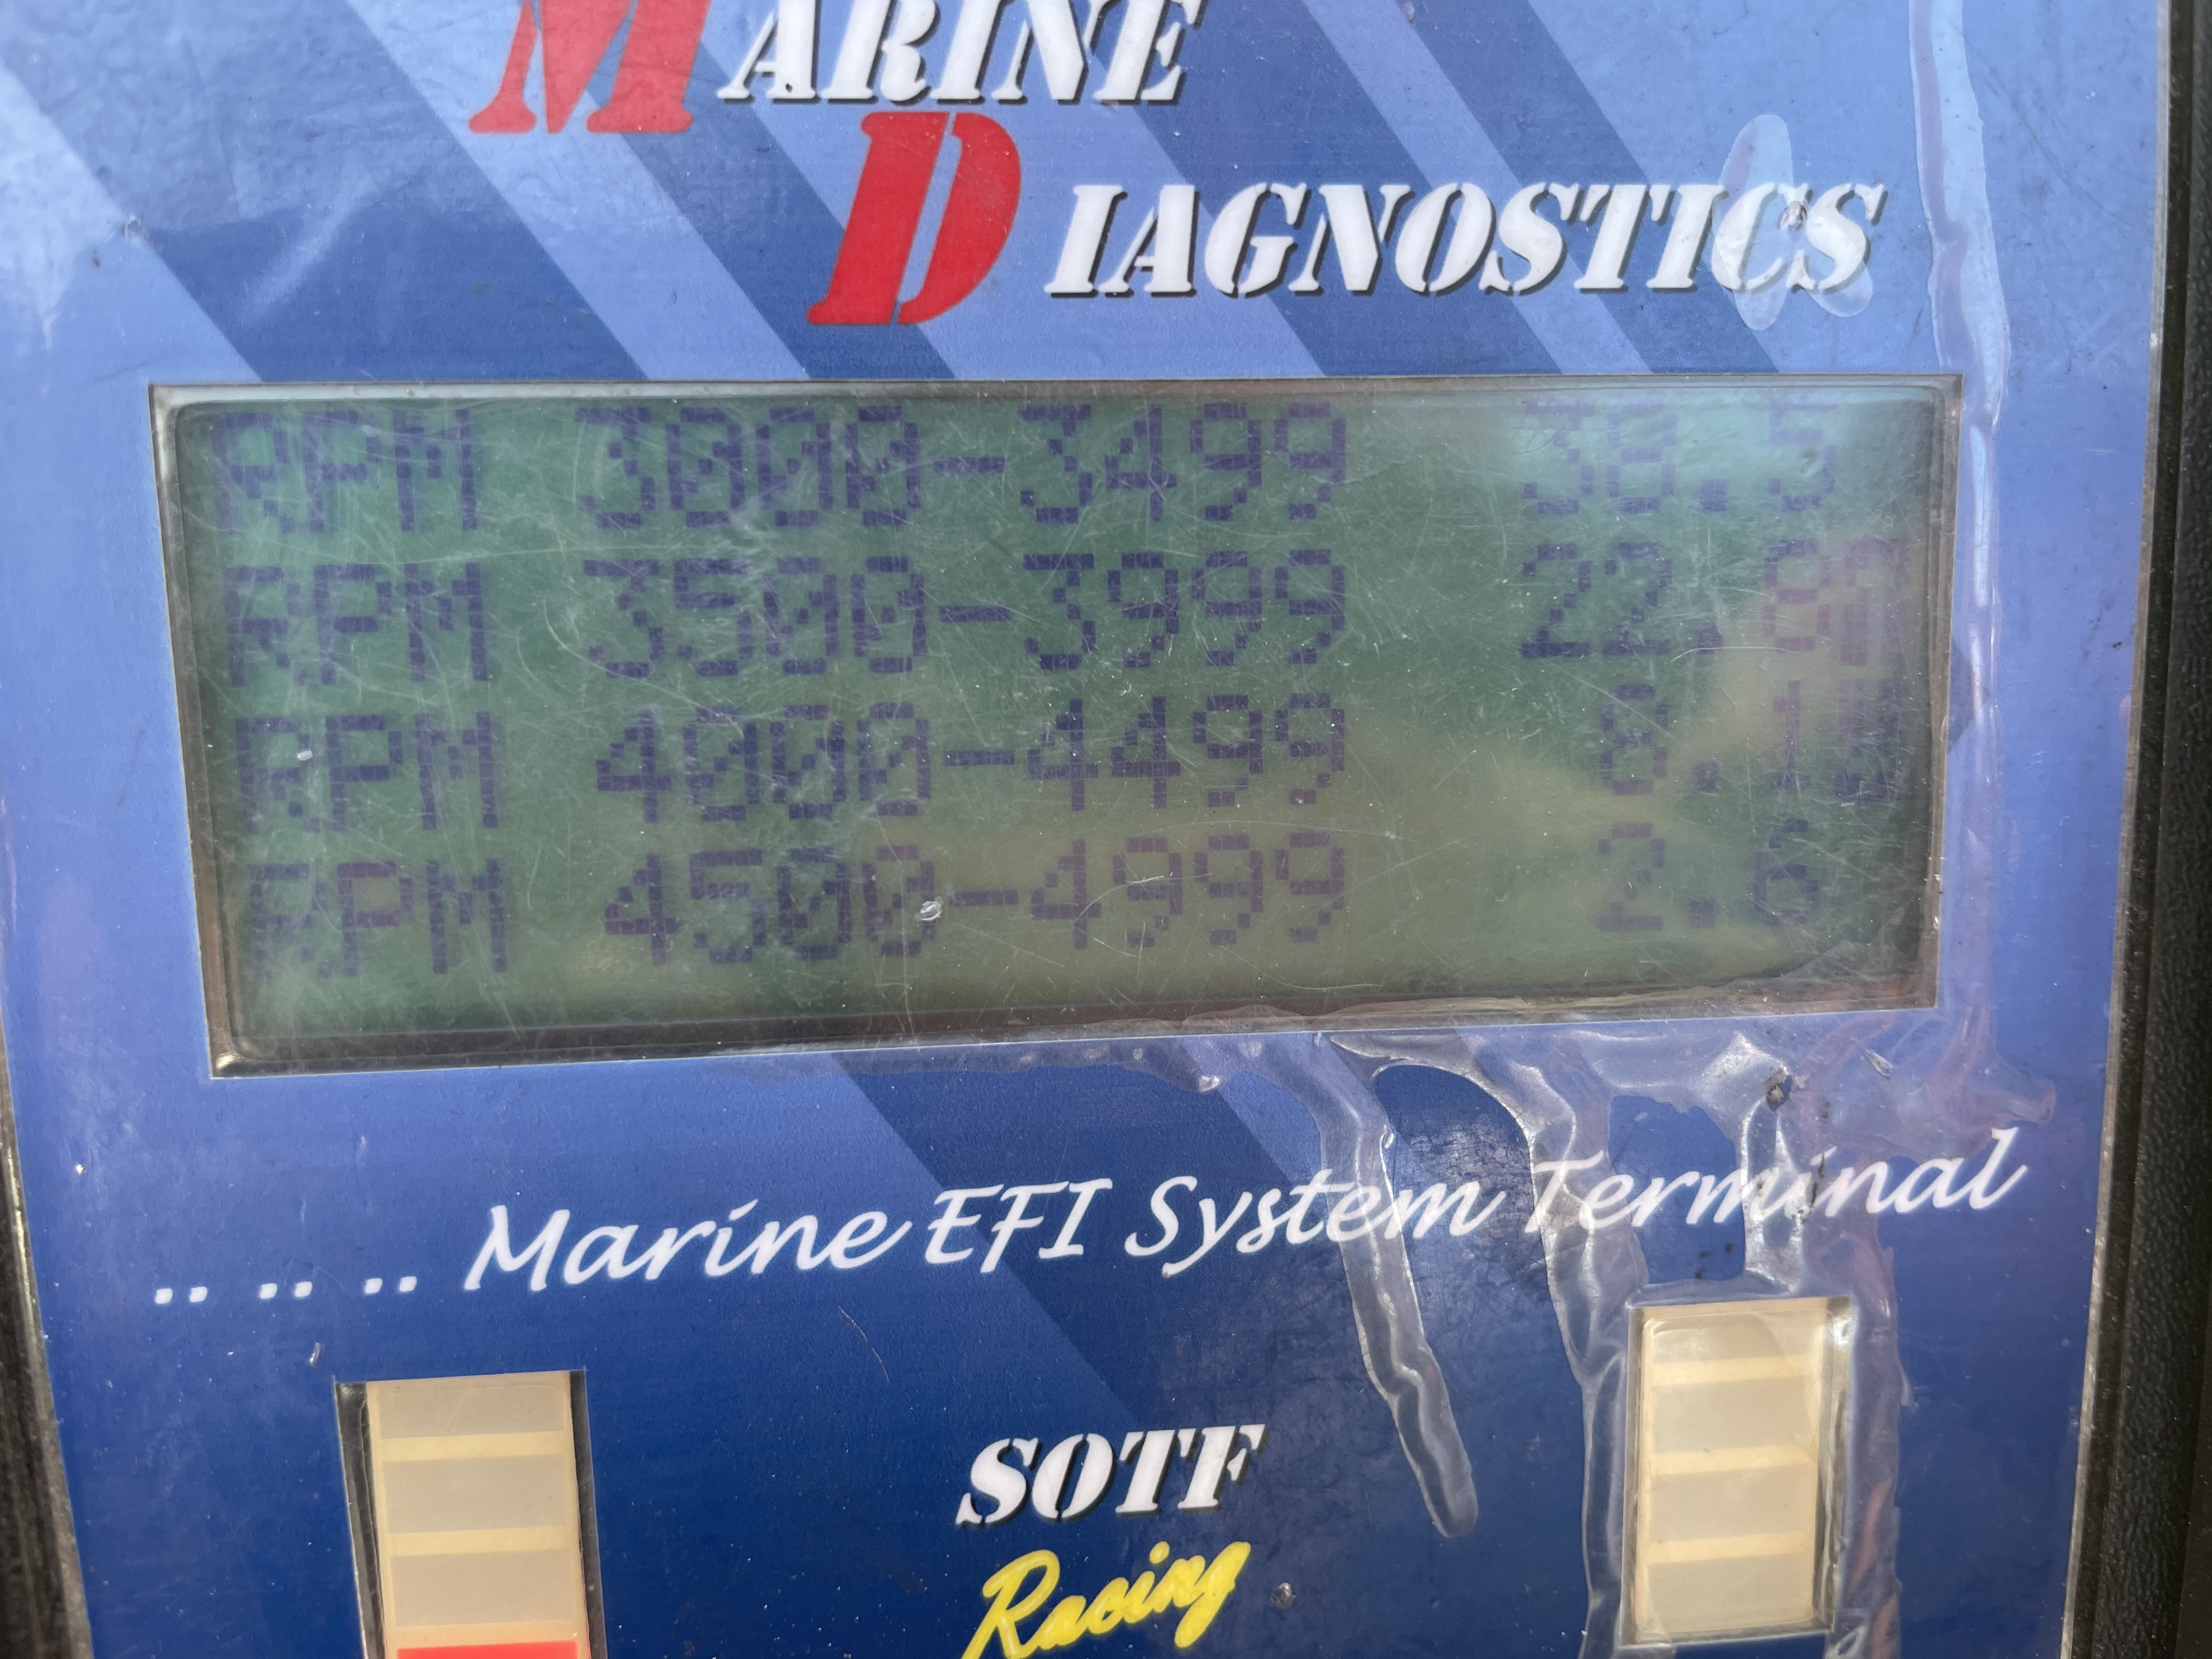 MARINE
DIAGNOSTICS
RPM 3000-3499 38.5
RPM 3500-3999 22.8
RPM 4000-4499 8.1
RPM 4500-4999 2.6
.. .. .. Marine EFI System Terminal
SOTF
Racing